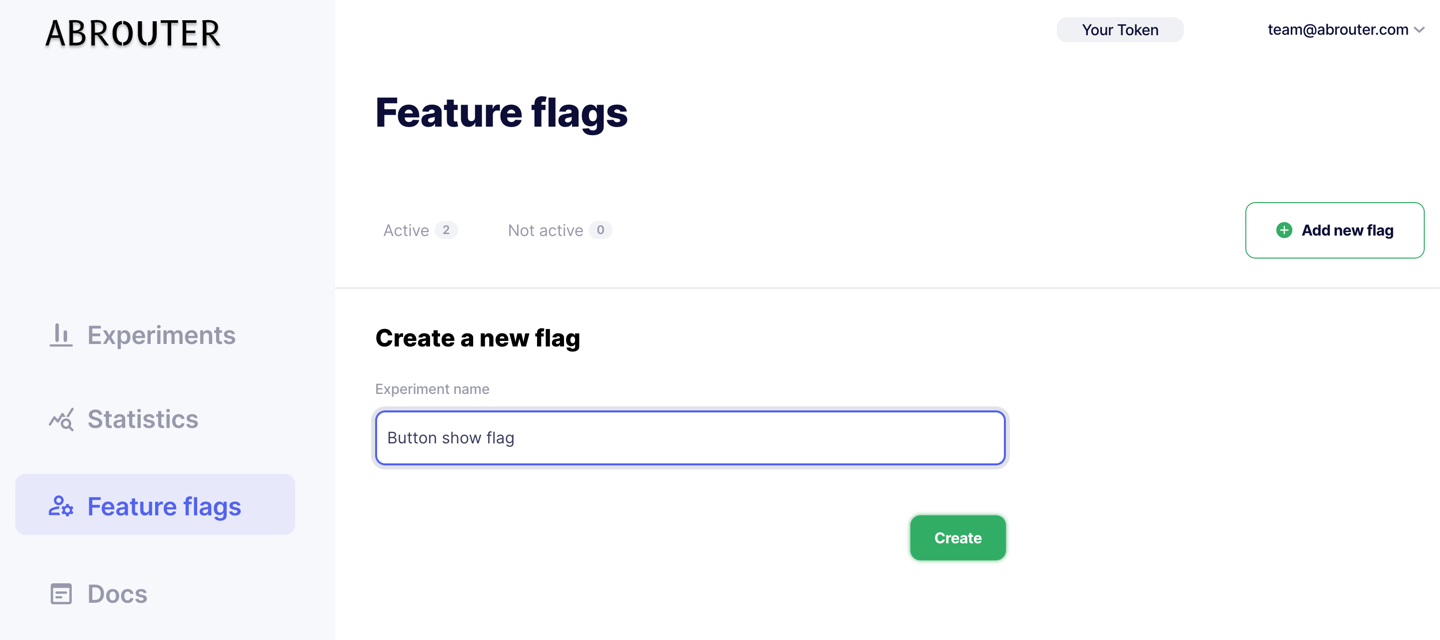 ABROUTER
Your Token
team@abrouter.com
Feature flags
Active 2
Not active 0
Add new flag
Experiments
Statistics
Feature flags
Docs
Create a new flag
Experiment name
Button show flag
Create